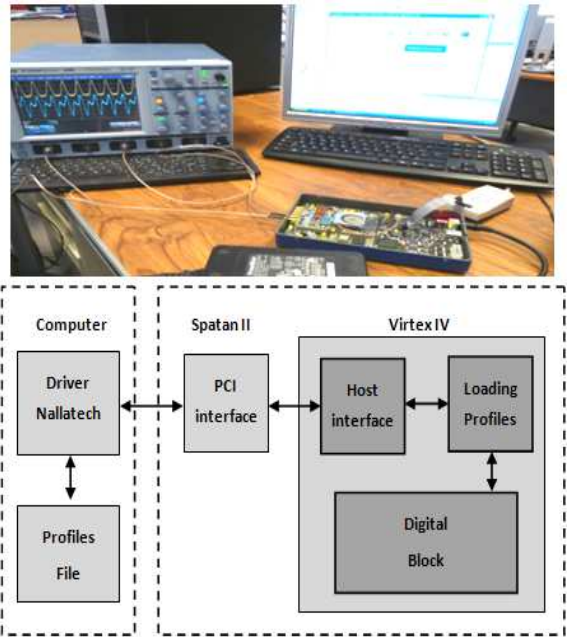 Computer
Spatan II
Virtex IV
Driver
Nallatech
PCI
interface
Host
interface
Loading
Profiles
Profiles
File
Digital
Block